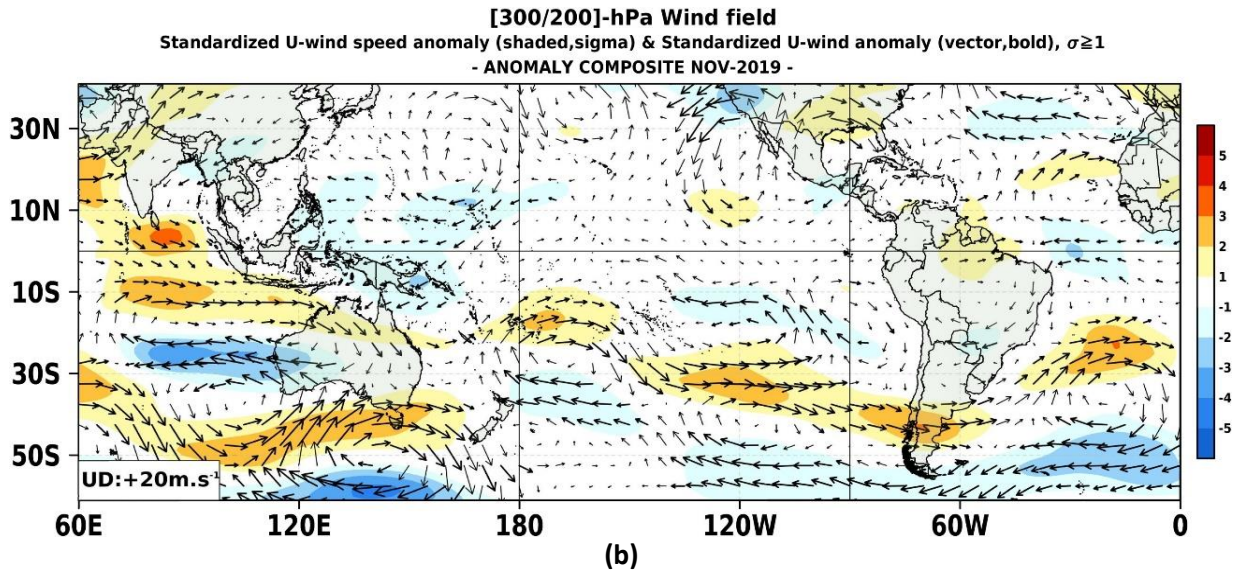 [300/200]-hPa Wind field
Standardized U-wind speed anomaly (shaded,sigma) & Standardized U-wind anomaly (vector,bold), σ≧1
- ANOMALY COMPOSITE NOV-2019 -
30N
10N
10S
30S
50S
UD:+20m.s⁻¹
60E 120E 180 120W 60W 0
5
4
3
2
1
-1
-2
-3
-4
-5
(b)